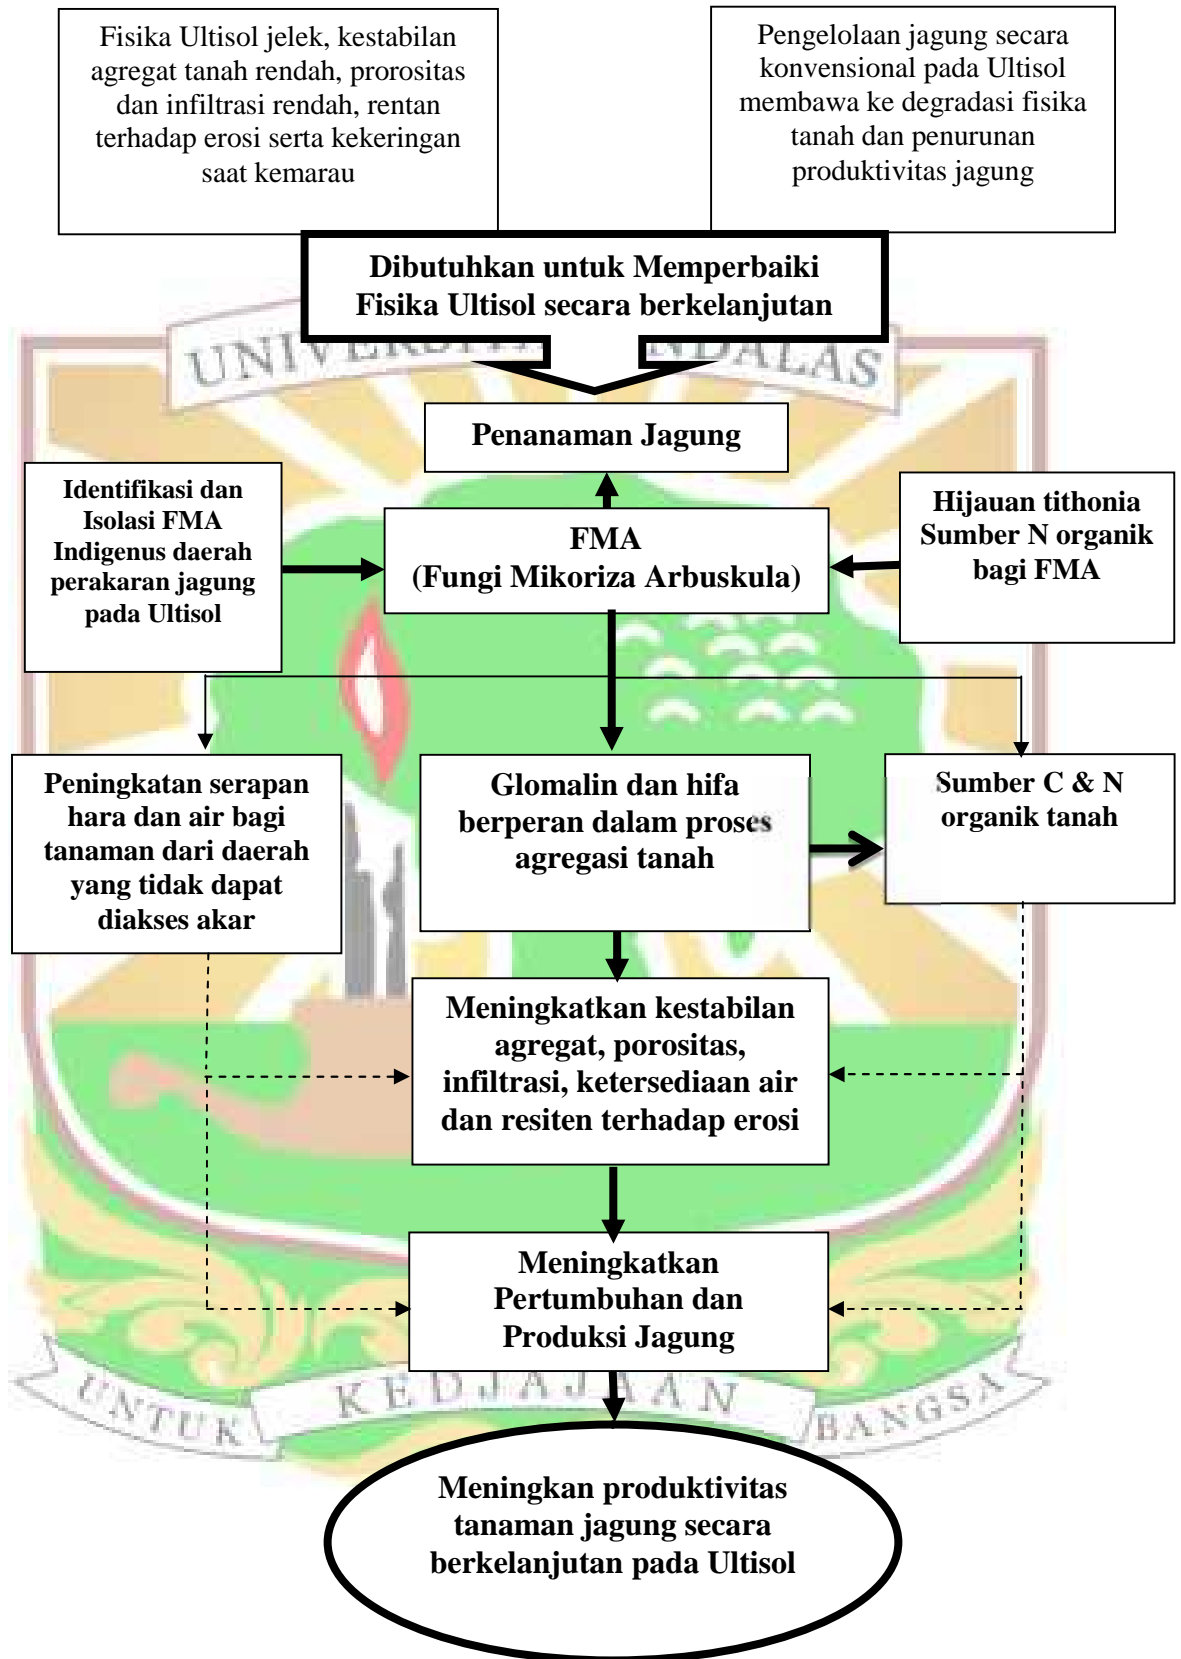 Fisika Ultisol jelek, kestabilan
agregat tanah rendah, prorositas
dan infiltrasi rendah, rentan
terhadap erosi serta kekeringan
saat kemarau
Pengelolaan jagung secara
konvensional pada Ultisol
membawa ke degradasi fisika
tanah dan penurunan
produktivitas jagung
Dibutuhkan untuk Memperbaiki
Fisika Ultisol secara berkelanjutan
Penanaman Jagung
Identifikasi dan
Isolasi FMA
Indigenus daerah
perakaran jagung
pada Ultisol
FMA
(Fungi Mikoriza Arbuskula)
Hijauan tithonia
Sumber N organik
bagi FMA
Peningkatan serapan
hara dan air bagi
tanaman dari daerah
yang tidak dapat
diakses akar
Glomalin dan hifa
berperan dalam proses
agregasi tanah
Sumber C & N
organik tanah
Meningkatkan kestabilan
agregat, porositas,
infiltrasi, ketersediaan air
dan resiten terhadap erosi
Meningkatkan
Pertumbuhan dan
Produksi Jagung
UNTUK KEDJAJAAN BANGSA
Meningkan produktivitas
tanaman jagung secara
berkelanjutan pada Ultisol